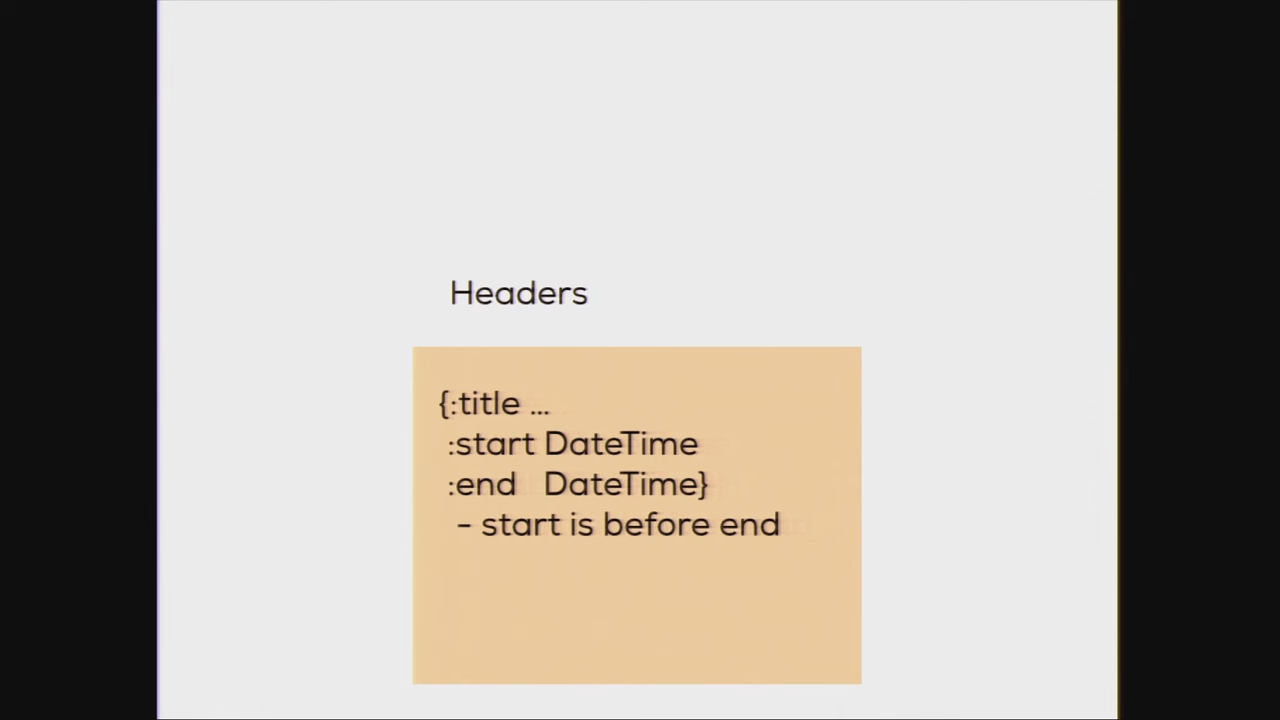 Headers
{:title ...
:start DateTime
:end DateTime}
- start is before end